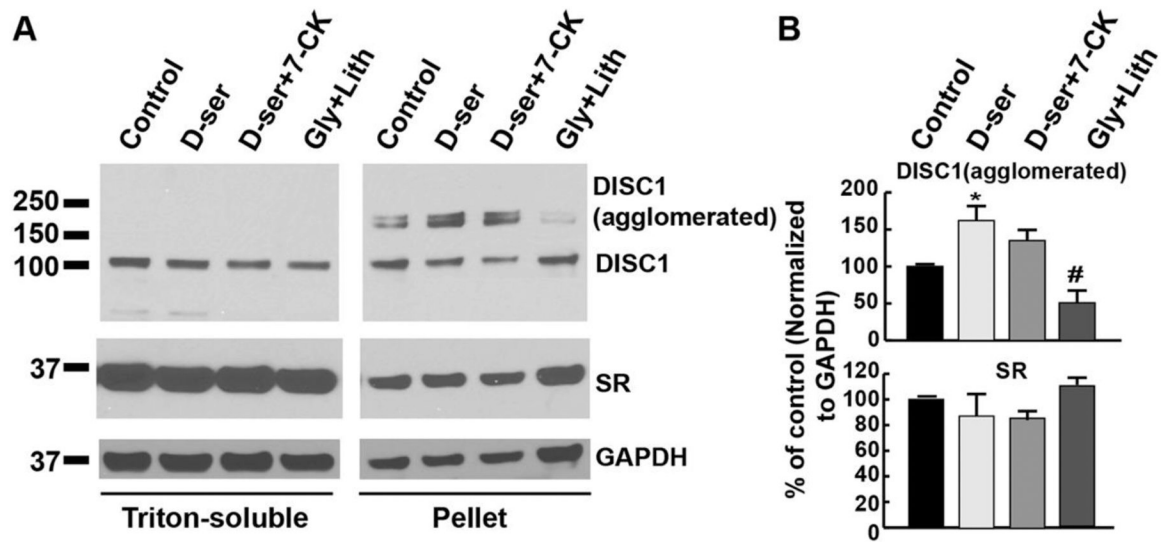 A
Control
D-ser
D-ser+7-CK
Gly+Lith
Control
D-ser
D-ser+7-CK
Gly+Lith
250
150
100
DISC1
(agglomerated)
DISC1
37
SR
37
GAPDH
Triton-soluble
Pellet
B
Control
D-ser
D-ser+7-CK
Gly+Lith
DISC1(agglomerated)
% of control (Normalized
to GAPDH)
200
150
100
50
0
*
#
SR
120
100
80
60
40
20
0